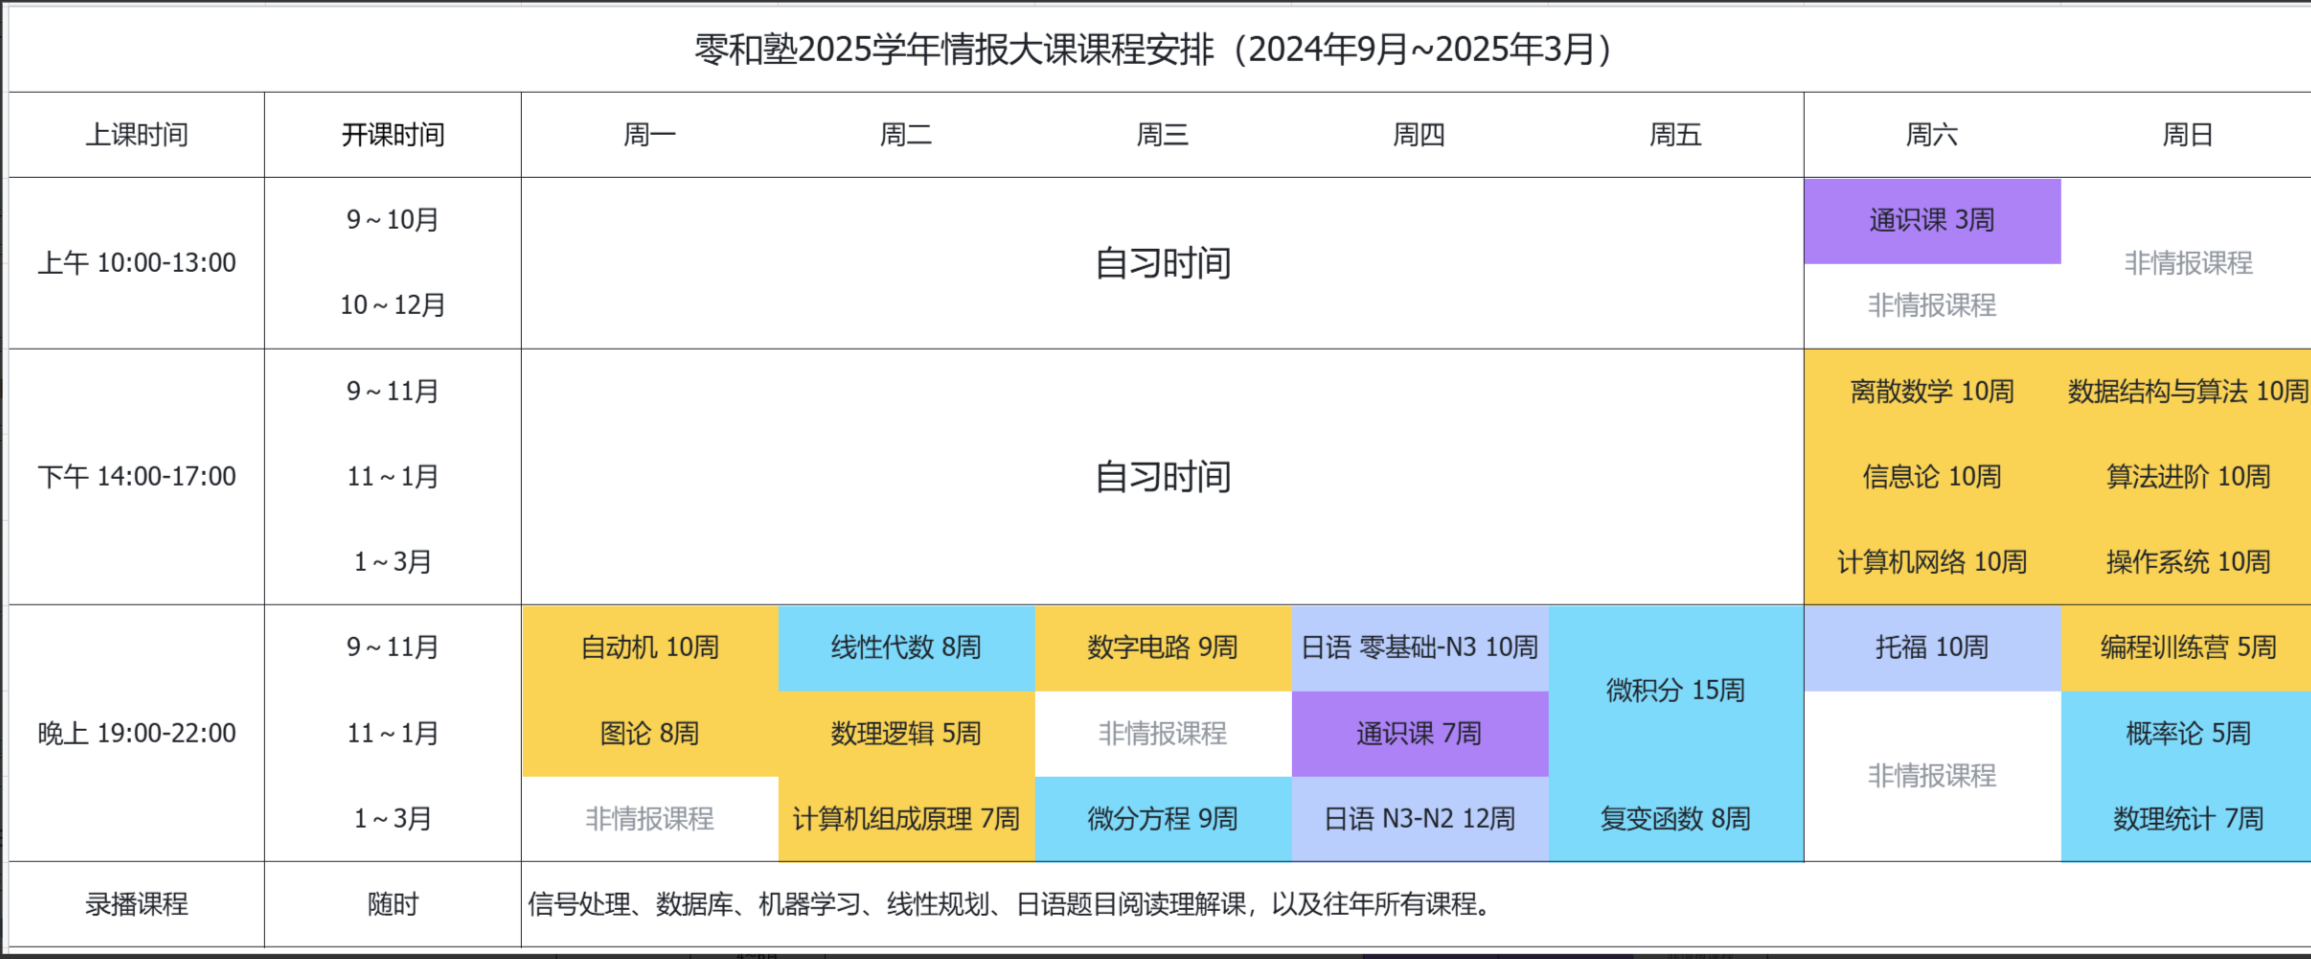 零和塾2025学年情报大课课程安排（2024年9月~2025年3月）
上课时间 开课时间 周一 周二 周三 周四 周五 周六 周日
上午 10:00-13:00
9～10月
10～12月
自习时间
通识课 3周
非情报课程
非情报课程
下午 14:00-17:00
9～11月
11～1月
1～3月
自习时间
离散数学 10周 数据结构与算法 10周
信息论 10周 算法进阶 10周
计算机网络 10周 操作系统 10周
晚上 19:00-22:00
9～11月 自动机 10周 线性代数 8周 数字电路 9周 日语 零基础-N3 10周 微积分 15周 托福 10周 编程训练营 5周
11～1月 图论 8周 数理逻辑 5周 非情报课程 通识课 7周 非情报课程 概率论 5周
1～3月 非情报课程 计算机组成原理 7周 微分方程 9周 日语 N3-N2 12周 复变函数 8周 数理统计 7周
录播课程 随时 信号处理、数据库、机器学习、线性规划、日语题目阅读理解课，以及往年所有课程。